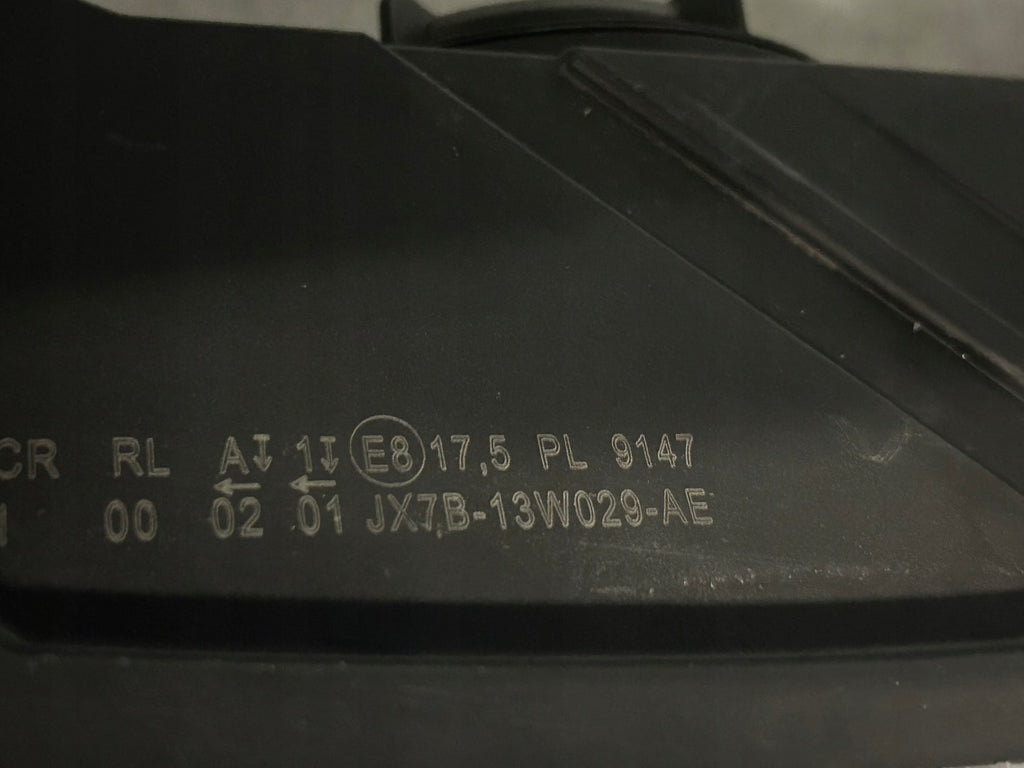 CR RL A 1 E8 17,5 PL 9147
00 02 01 JX7B-13W029-AE